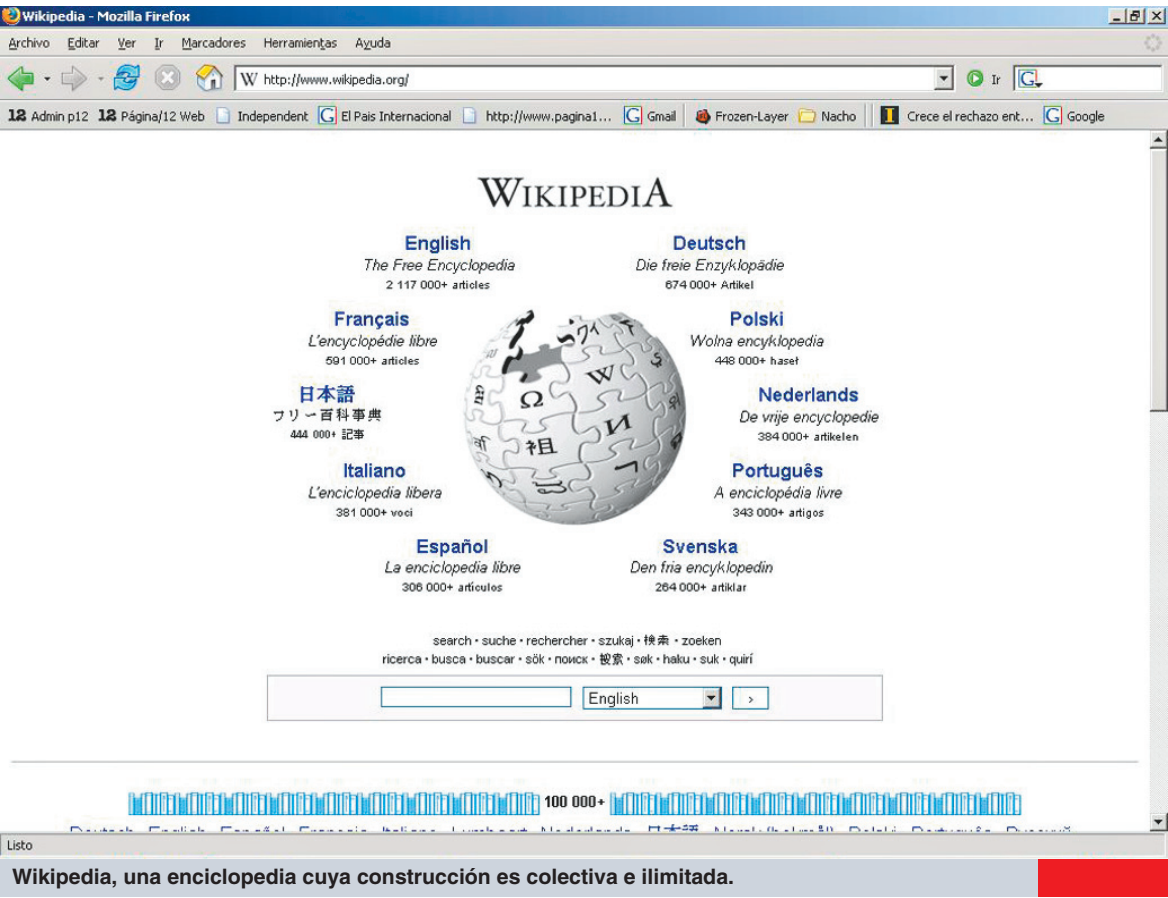 Wikipedia - Mozilla Firefox
Archivo Editar Ver Ir Marcadores Herramientas Ayuda
W http://www.wikipedia.org/ Ir G
12 Admin p12 12 Página/12 Web Independent G El Pais Internacional http://www.pagina1... G Gmail Frozen-Layer Nacho I Crece el rechazo ent... G Google
WIKIPEDIA
English
The Free Encyclopedia
2 117 000+ articles
Deutsch
Die freie Enzyklopädie
674 000+ Artikel
Français
L'encyclopédie libre
591 000+ articles
Polski
Wolna encyklopedia
448 000+ haseł
日本語
フリー百科事典
444 000+ 記事
Nederlands
De vrije encyclopedie
384 000+ artikelen
Italiano
L'enciclopedia libera
381 000+ voci
Português
A enciclopédia livre
343 000+ artigos
Español
La enciclopedia libre
306 000+ artículos
Svenska
Den fria encyklopedin
264 000+ artiklar
Ω W И 祖
search · suche · rechercher · szukaj · 検索 · zoeken
ricerca · busca · buscar · sök · поиск · 搜索 · søk · haku · suk · quirí
English >
100 000+
Listo
Wikipedia, una enciclopedia cuya construcción es colectiva e ilimitada.